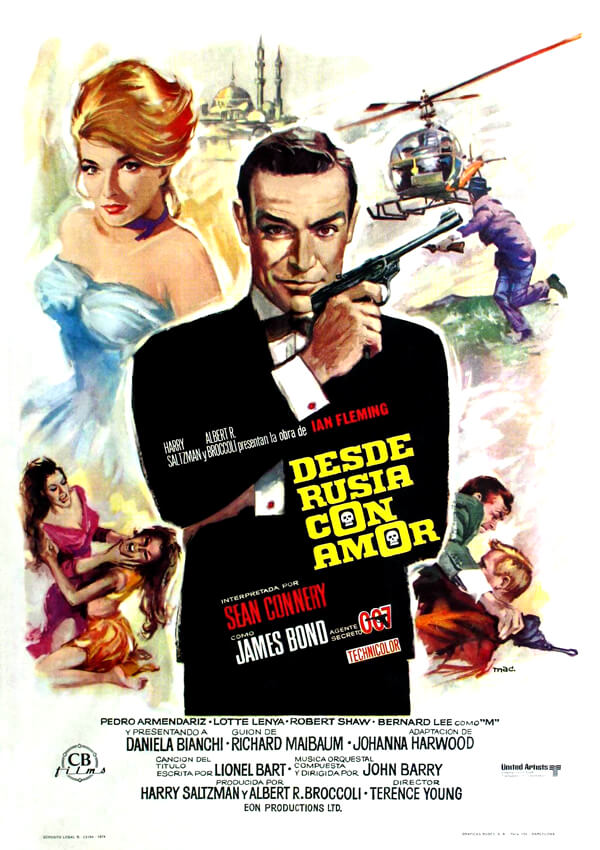 HARRY SALTZMAN y ALBERT R. BROCCOLI presentan la obra de IAN FLEMING
DESDE
RUSIA
CON
AMOR
INTERPRETADA POR
SEAN CONNERY
COMO JAMES BOND AGENTE SECRETO 007
TECHNICOLOR
mac.
PEDRO ARMENDARIZ · LOTTE LENYA · ROBERT SHAW · BERNARD LEE COMO "M"
Y PRESENTANDO A DANIELA BIANCHI · GUION DE RICHARD MAIBAUM · ADAPTACION DE JOHANNA HARWOOD
CANCION DEL TITULO ESCRITA POR LIONEL BART · MUSICA ORQUESTAL COMPUESTA Y DIRIGIDA POR JOHN BARRY
PRODUCIDA POR HARRY SALTZMAN y ALBERT R. BROCCOLI · DIRECTOR TERENCE YOUNG
EON PRODUCTIONS LTD.
CB
films
United Artists
DEPOSITO LEGAL